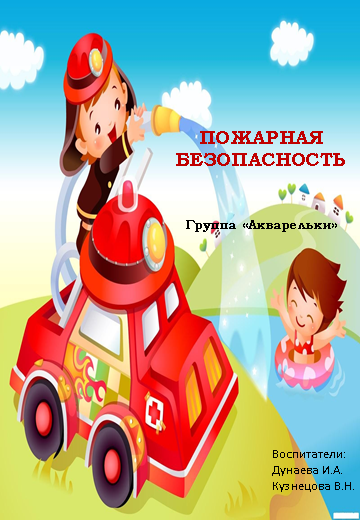 ПОЖАРНАЯ
БЕЗОПАСНОСТЬ
Группа «Акварельки»
Воспитатели:
Дунаева И.А.
Кузнецова В.Н.